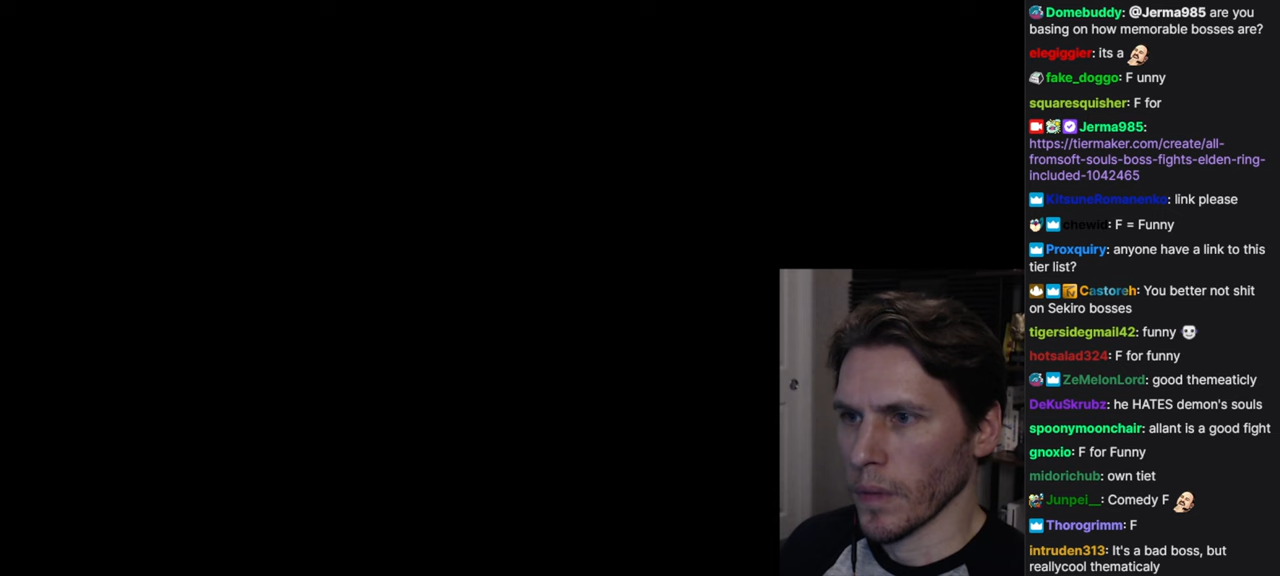 Domebuddy: @Jerma985 are you
basing on how memorable bosses are?
elegiggler: its a
fake_doggo: F unny
squaresquisher: F for
Jerma985:
https://tiermaker.com/create/all-
fromsoft-souls-boss-fights-elden-ring-
included-1042465
KitsuneRomanenko: link please
chewid: F = Funny
Proxquiry: anyone have a link to this
tier list?
Castoreh: You better not shit
on Sekiro bosses
tigersidegmail42: funny
hotsalad324: F for funny
ZeMelonLord: good themeaticly
DeKuSkrubz: he HATES demon's souls
spoonymoonchair: allant is a good fight
gnoxio: F for Funny
midorichub: own tiet
Junpei__: Comedy F
Thorogrimm: F
intruden313: It's a bad boss, but
reallycool thematicaly